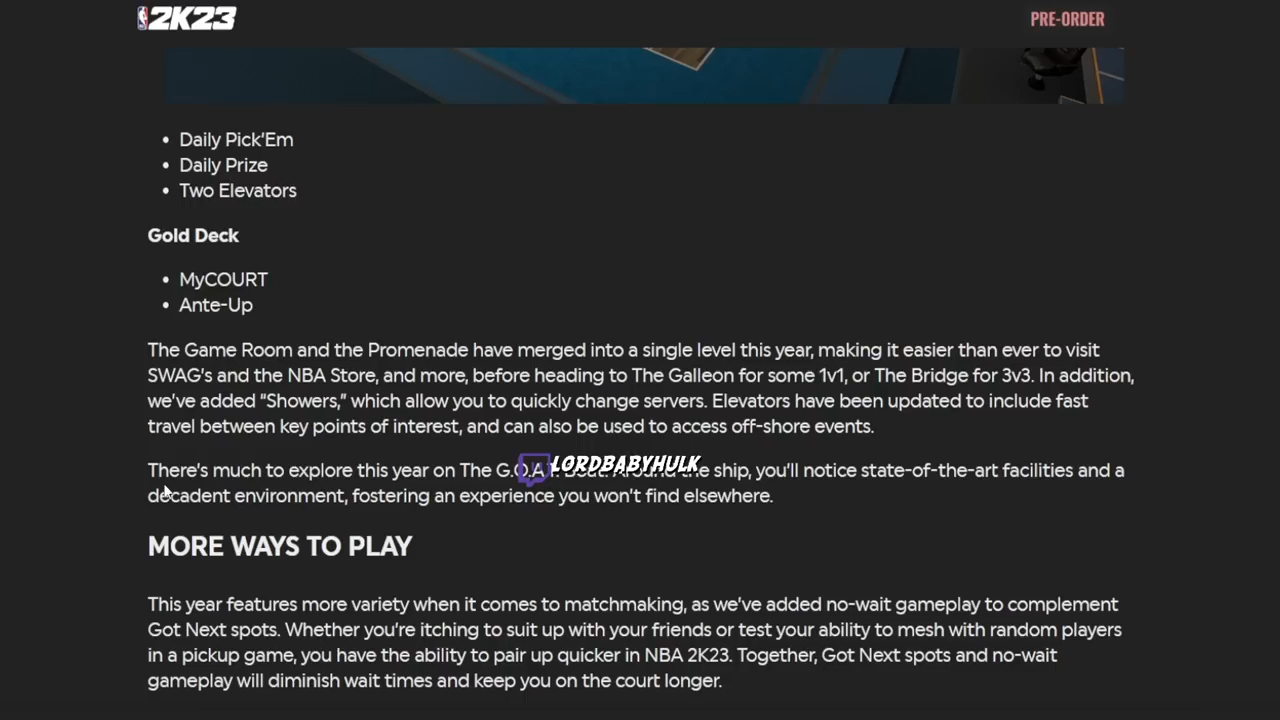 2K23
PRE-ORDER
• Daily Pick'Em
• Daily Prize
• Two Elevators
Gold Deck
• MyCOURT
• Ante-Up
The Game Room and the Promenade have merged into a single level this year, making it easier than ever to visit
SWAG's and the NBA Store, and more, before heading to The Galleon for some 1v1, or The Bridge for 3v3. In addition,
we've added “Showers,” which allow you to quickly change servers. Elevators have been updated to include fast
travel between key points of interest, and can also be used to access off-shore events.
There's much to explore this year on The G.O.A.T. Boat. Around the ship, you'll notice state-of-the-art facilities and a
LORDBABYHULK
decadent environment, fostering an experience you won't find elsewhere.
MORE WAYS TO PLAY
This year features more variety when it comes to matchmaking, as we've added no-wait gameplay to complement
Got Next spots. Whether you're itching to suit up with your friends or test your ability to mesh with random players
in a pickup game, you have the ability to pair up quicker in NBA 2K23. Together, Got Next spots and no-wait
gameplay will diminish wait times and keep you on the court longer.